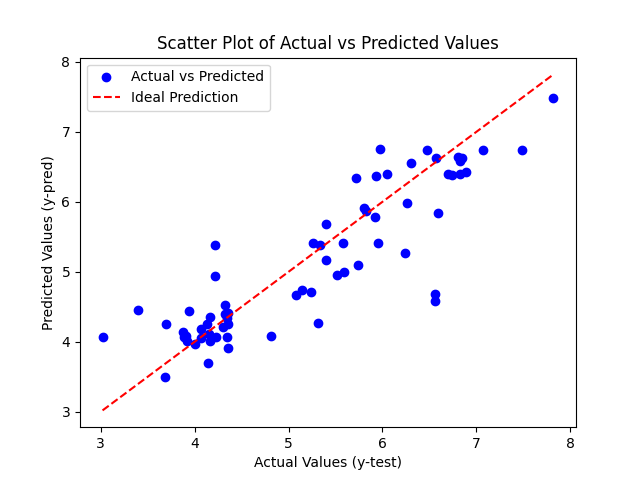 Scatter Plot of Actual vs Predicted Values
Actual vs Predicted
Ideal Prediction
8
7
6
5
4
3
Predicted Values (y-pred)
3 4 5 6 7 8
Actual Values (y-test)